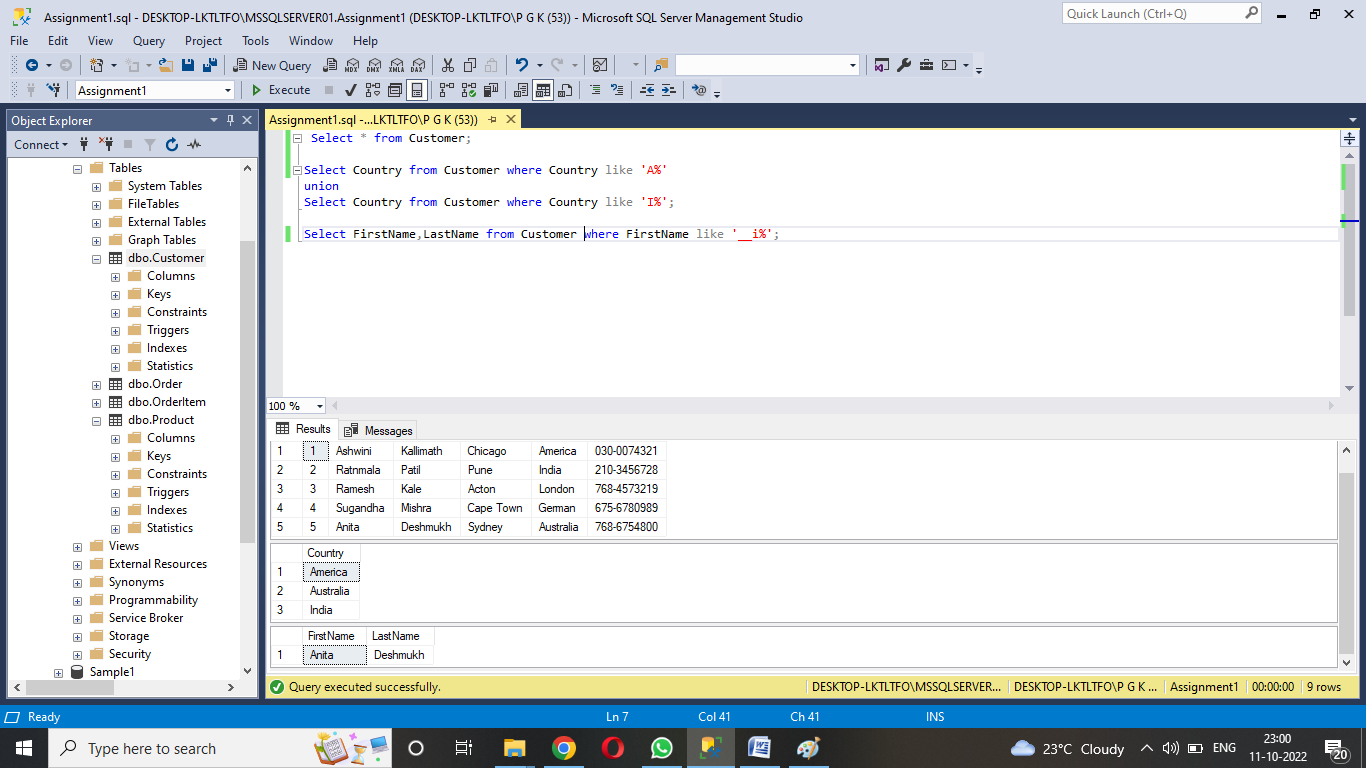 Assignment1.sql - DESKTOP-LKTLTFO\MSSQLSERVER01.Assignment1 (DESKTOP-LKTLTFO\P G K (53)) - Microsoft SQL Server Management Studio
Quick Launch (Ctrl+Q)
File Edit View Query Project Tools Window Help
New Query
MDX DMX XMLA DAX
Assignment1
Execute
Object Explorer
Connect
Tables
System Tables
FileTables
External Tables
Graph Tables
dbo.Customer
Columns
Keys
Constraints
Triggers
Indexes
Statistics
dbo.Order
dbo.OrderItem
dbo.Product
Columns
Keys
Constraints
Triggers
Indexes
Statistics
Views
External Resources
Synonyms
Programmability
Service Broker
Storage
Security
Sample1
Assignment1.sql -...LKTLTFO\P G K (53))
Select * from Customer;
Select Country from Customer where Country like 'A%'
union
Select Country from Customer where Country like 'I%';
Select FirstName,LastName from Customer where FirstName like '__i%';
100 %
Results Messages
1 1 Ashwini Kallimath Chicago America 030-0074321
2 2 Ratnmala Patil Pune India 210-3456728
3 3 Ramesh Kale Acton London 768-4573219
4 4 Sugandha Mishra Cape Town German 675-6780989
5 5 Anita Deshmukh Sydney Australia 768-6754800
Country
1 America
2 Australia
3 India
FirstName LastName
1 Anita Deshmukh
Query executed successfully. DESKTOP-LKTLTFO\MSSQLSERVER... DESKTOP-LKTLTFO\P G K ... Assignment1 00:00:00 9 rows
Ready Ln 7 Col 41 Ch 41 INS
Type here to search
23°C Cloudy ENG
23:00
11-10-2022
20